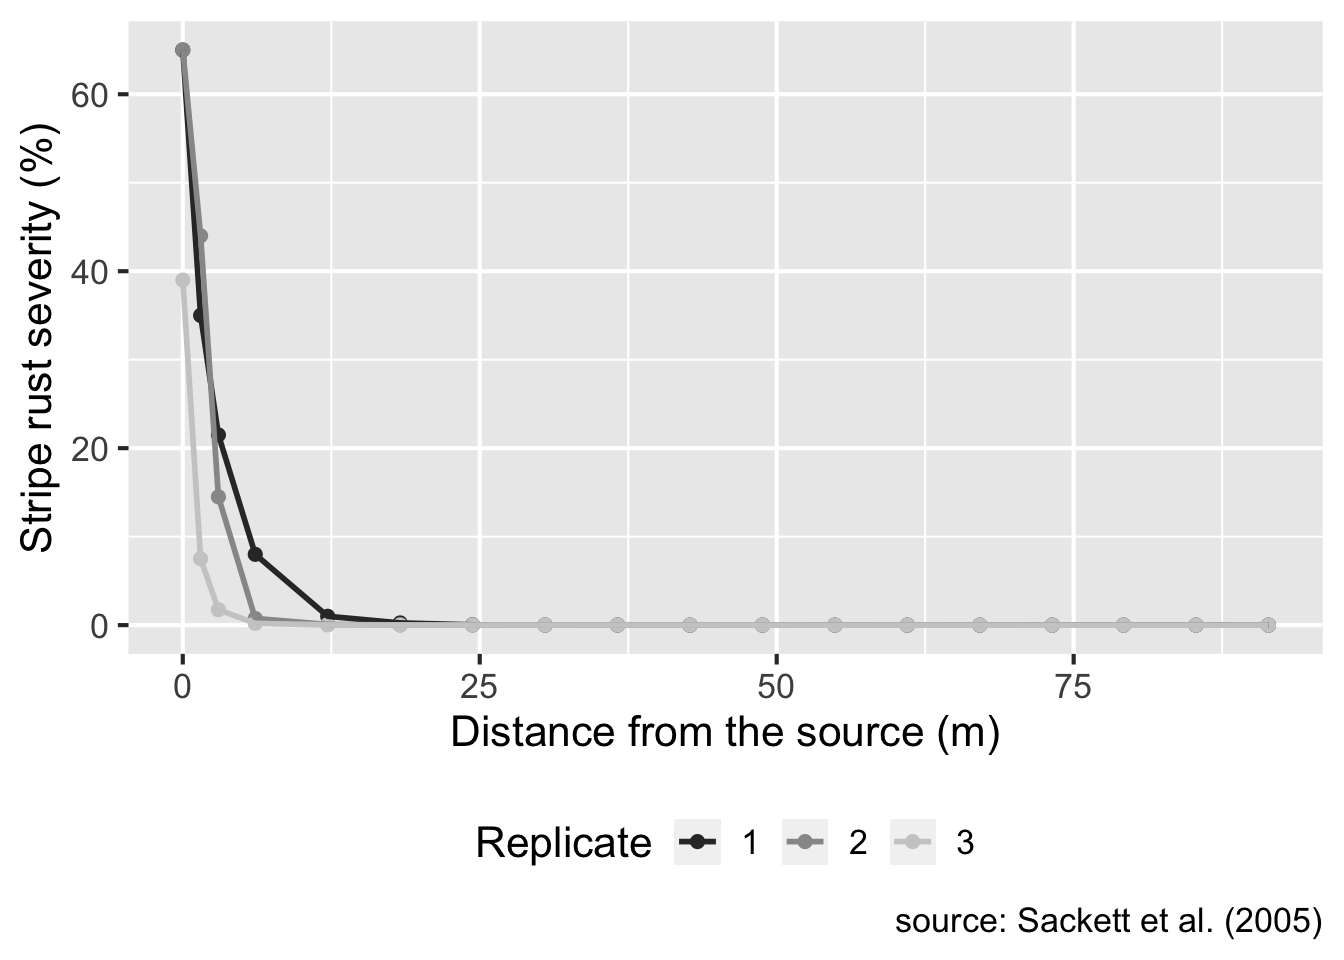 Stripe rust severity (%)
60
40
20
0
0 25 50 75
Distance from the source (m)
Replicate 1 2 3
source: Sackett et al. (2005)